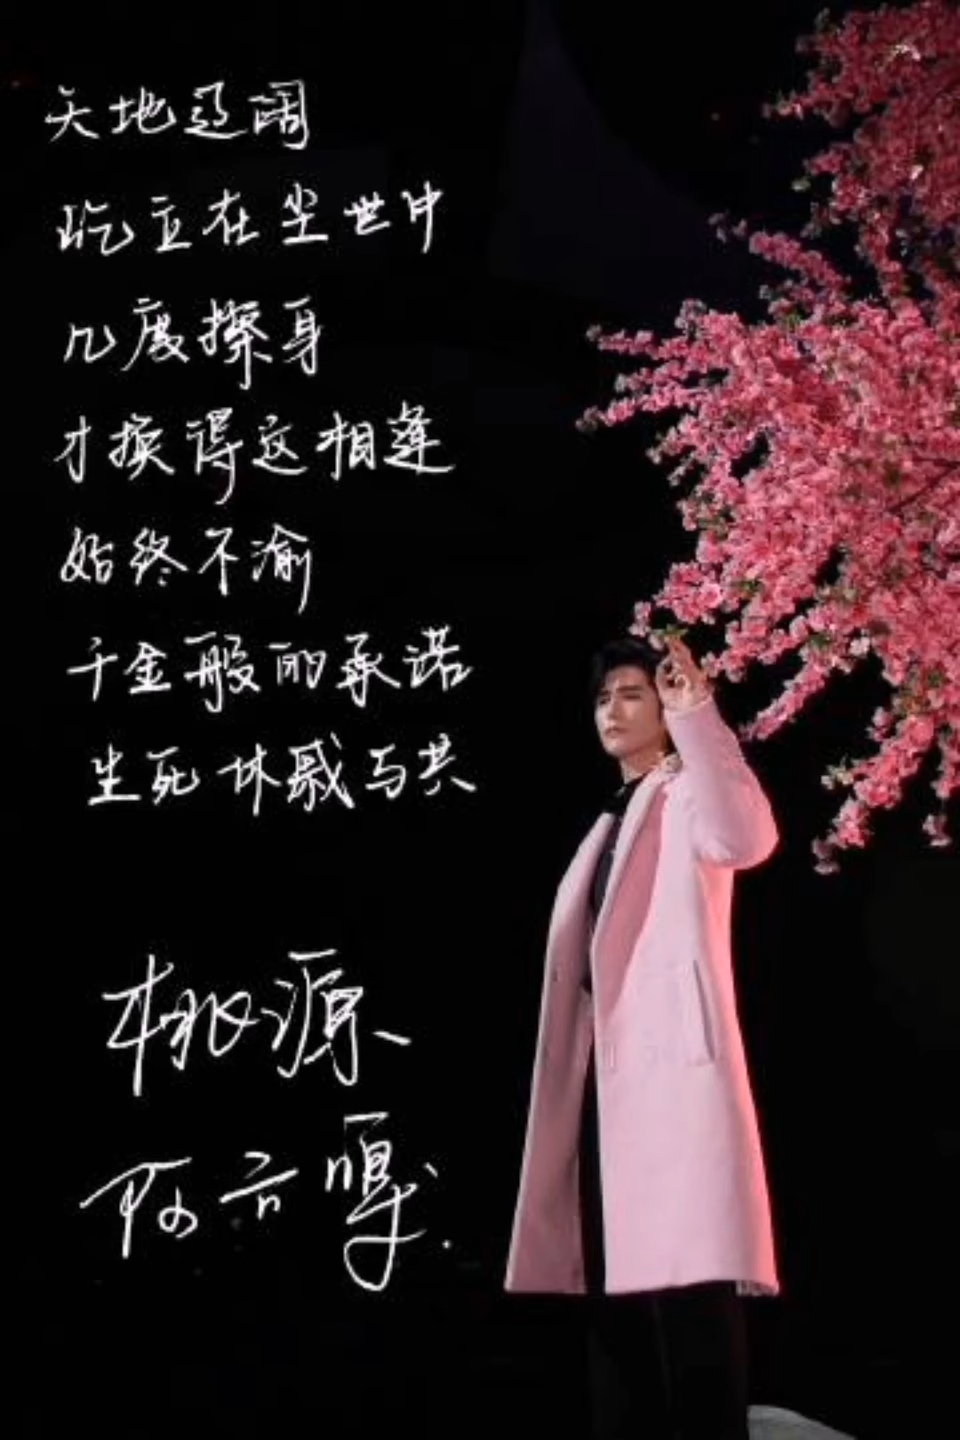 天地辽阔
屹立在尘世中
几度擦身
才换得这相逢
始终不渝
千金般的承诺
生死休戚与共
桃源
阿云嘎